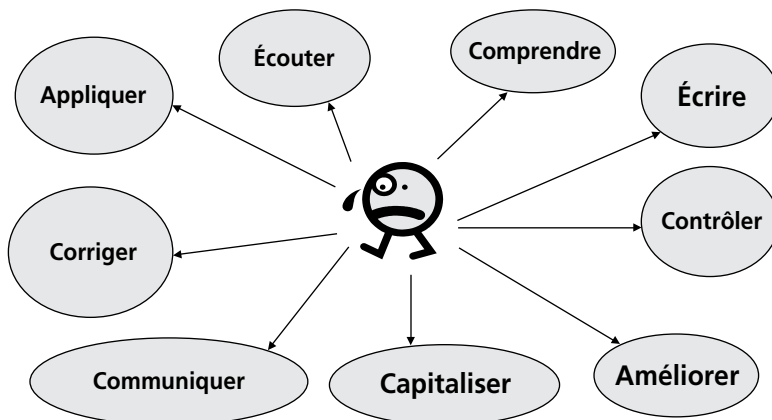 Écouter
Comprendre
Appliquer
Écrire
Contrôler
Corriger
Communiquer
Capitaliser
Améliorer